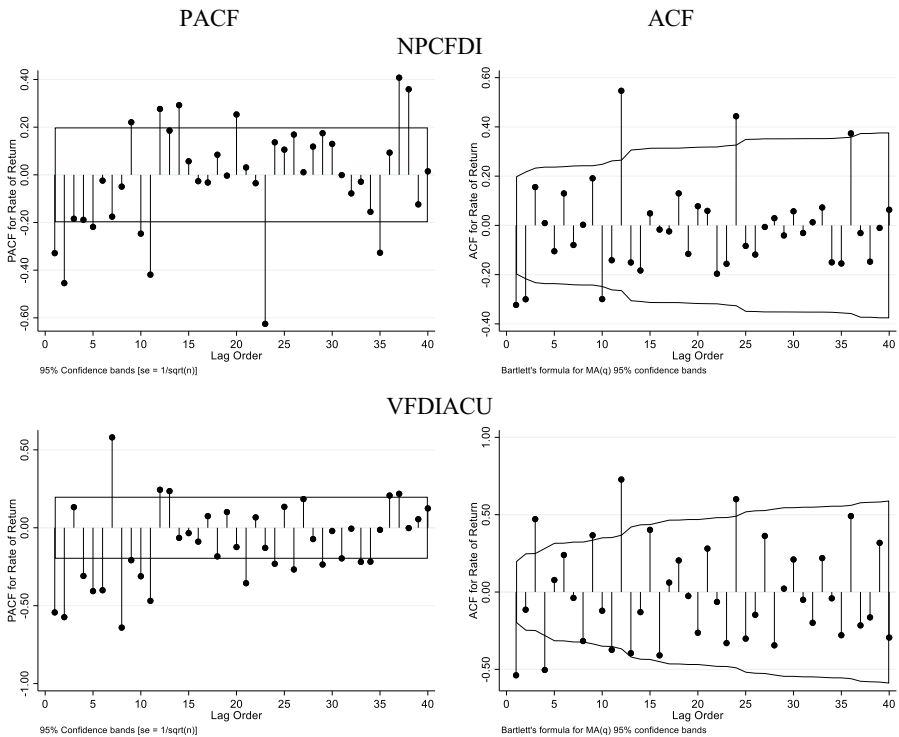 PACF ACF
NPCFDI
PACF for Rate of Return
0.40
0.20
0.00
-0.20
-0.40
-0.60
0 5 10 15 20 25 30 35 40
Lag Order
95% Confidence bands [se = 1/sqrt(n)]
ACF for Rate of Return
0.60
0.40
0.20
0.00
-0.20
-0.40
0 5 10 15 20 25 30 35 40
Lag Order
Bartlett's formula for MA(q) 95% confidence bands
VFDIACU
PACF for Rate of Return
0.50
0.00
-0.50
-1.00
0 5 10 15 20 25 30 35 40
Lag Order
95% Confidence bands [se = 1/sqrt(n)]
ACF for Rate of Return
1.00
0.50
0.00
-0.50
0 5 10 15 20 25 30 35 40
Lag Order
Bartlett's formula for MA(q) 95% confidence bands